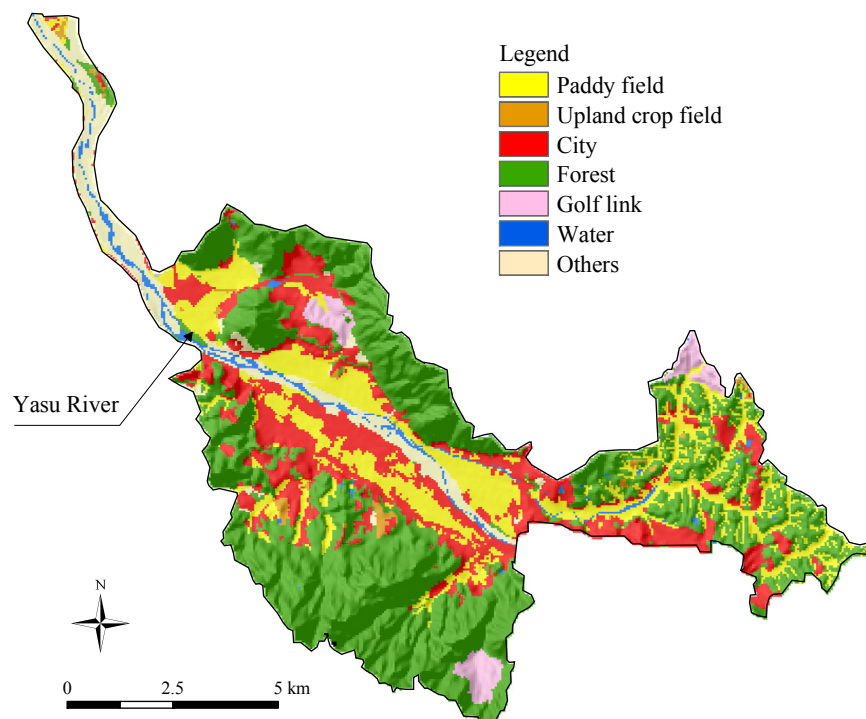 Legend
Paddy field
Upland crop field
City
Forest
Golf link
Water
Others
Yasu River
N
0 2.5 5 km